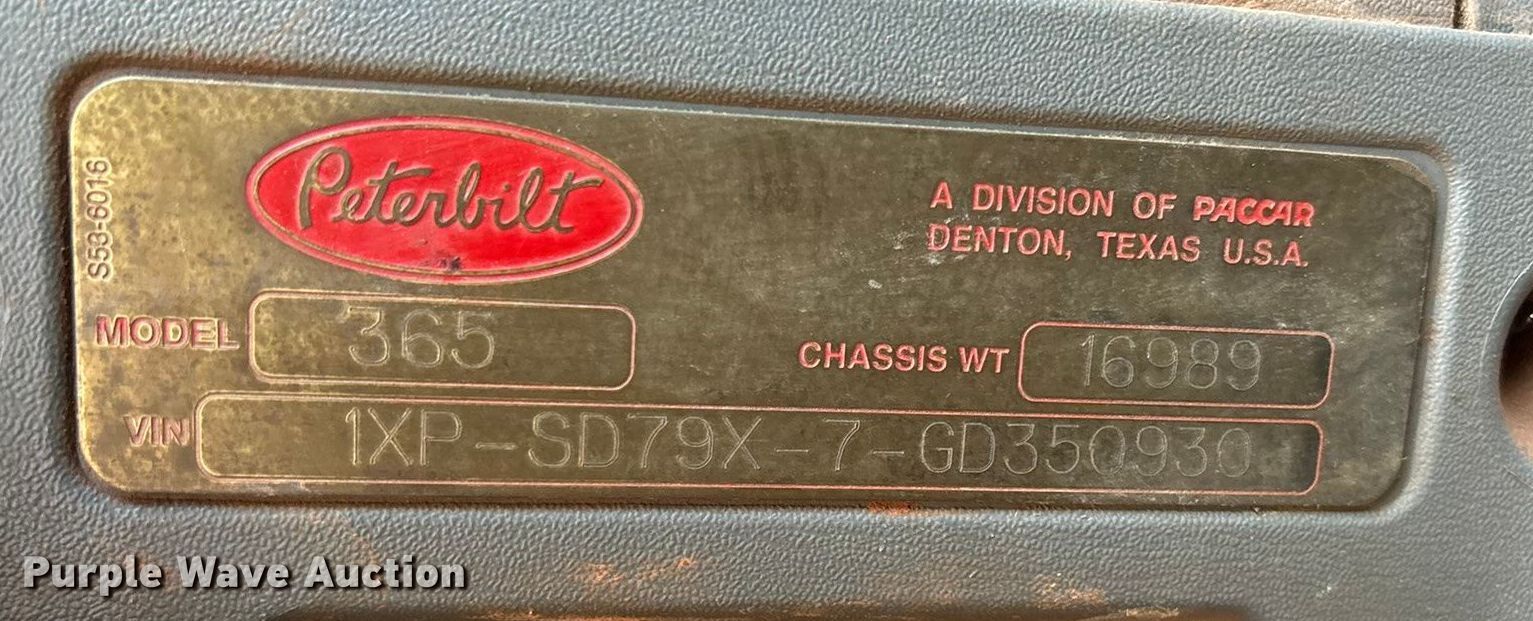 S53-6016
Peterbilt
A DIVISION OF PACCAR
DENTON, TEXAS U.S.A.
MODEL 365
CHASSIS WT 16989
VIN 1XP-SD79X-7-GD350930
Purple Wave Auction